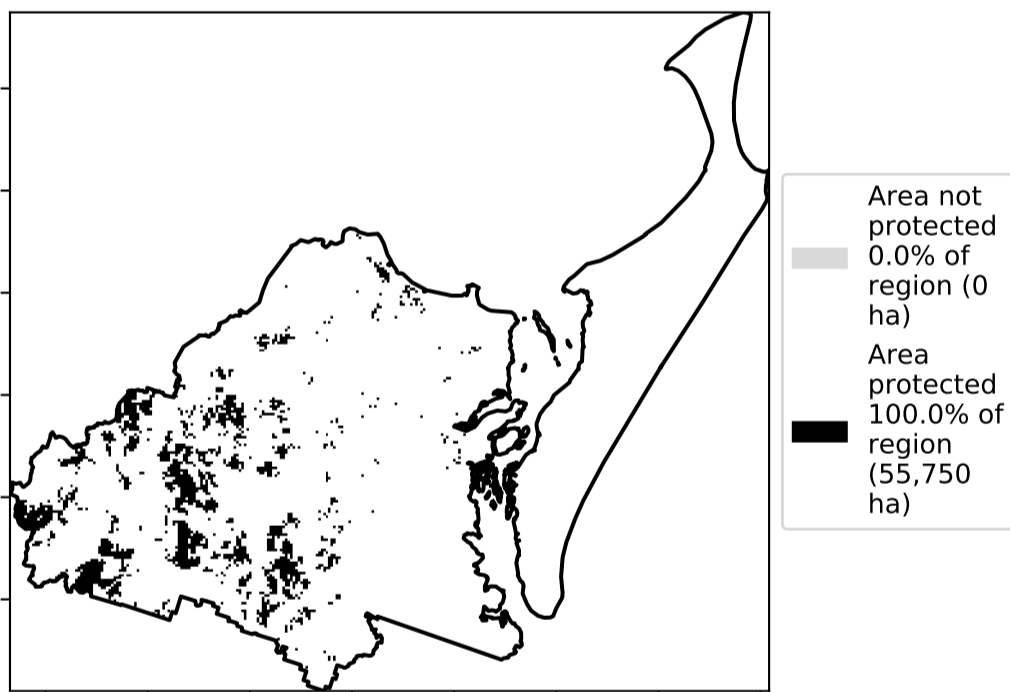 Area not
protected
0.0% of
region (0
ha)
Area
protected
100.0% of
region
(55,750
ha)